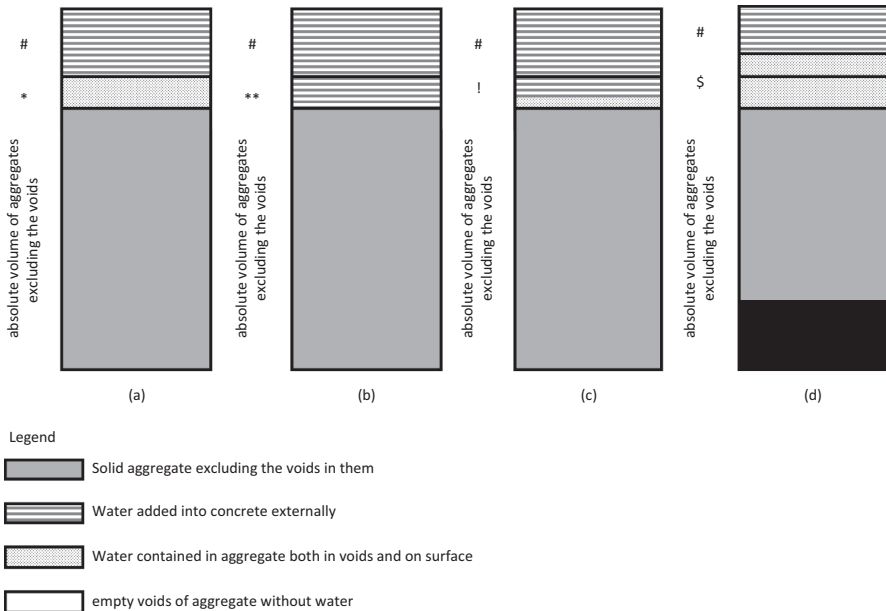 #
*
absolute volume of aggregates
excluding the voids
(a)
#
**
absolute volume of aggregates
excluding the voids
(b)
#
!
absolute volume of aggregates
excluding the voids
(c)
#
$
absolute volume of aggregates
excluding the voids
(d)
Legend
Solid aggregate excluding the voids in them
Water added into concrete externally
Water contained in aggregate both in voids and on surface
empty voids of aggregate without water